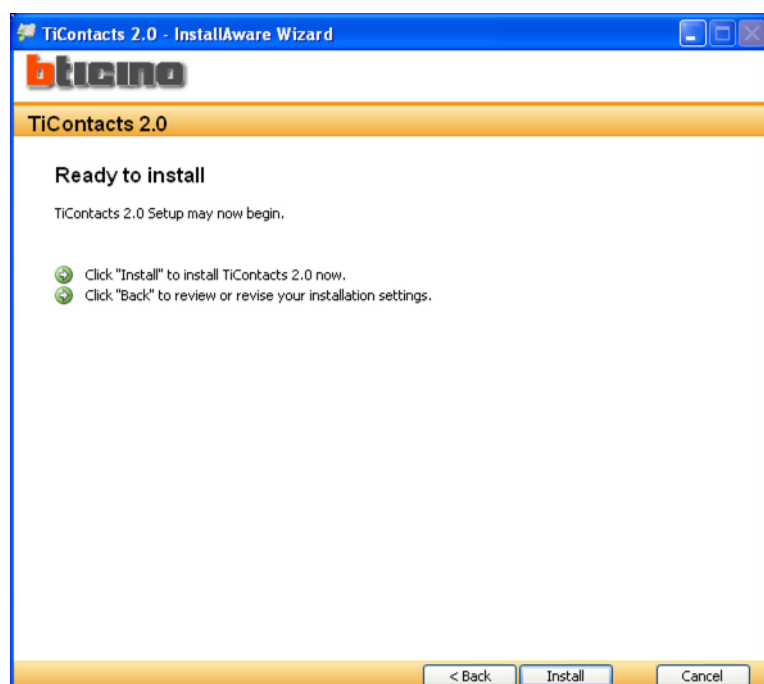 TiContacts 2.0 - InstallAware Wizard
bticino
TiContacts 2.0
Ready to install
TiContacts 2.0 Setup may now begin.
Click "Install" to install TiContacts 2.0 now.
Click "Back" to review or revise your installation settings.
< Back Install Cancel